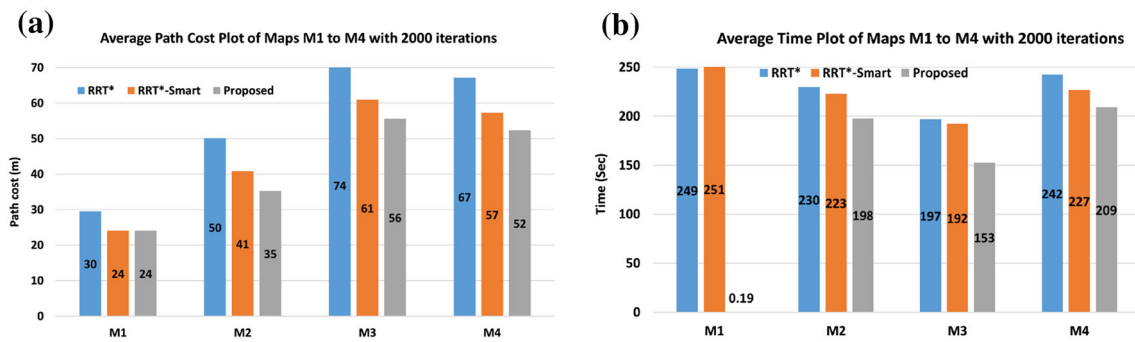 (a)
Average Path Cost Plot of Maps M1 to M4 with 2000 iterations
RRT* RRT*-Smart Proposed
Path cost (m)
70
60
50
40
30
20
10
0
30 24 24
50 41 35
74 61 56
67 57 52
M1 M2 M3 M4
(b)
Average Time Plot of Maps M1 to M4 with 2000 iterations
RRT* RRT*-Smart Proposed
Time (Sec)
250
200
150
100
50
0
249 251 0.19
230 223 198
197 192 153
242 227 209
M1 M2 M3 M4